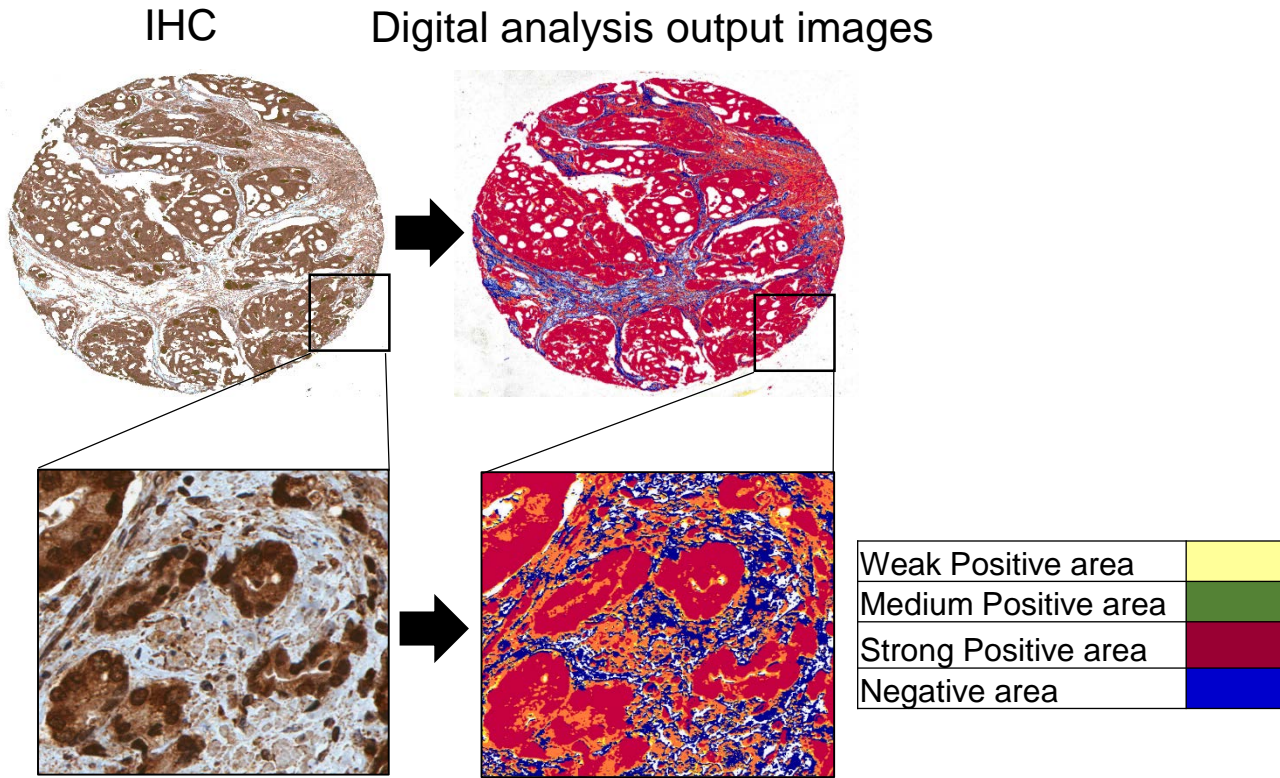 IHC
Digital analysis output images
Weak Positive area
Medium Positive area
Strong Positive area
Negative area